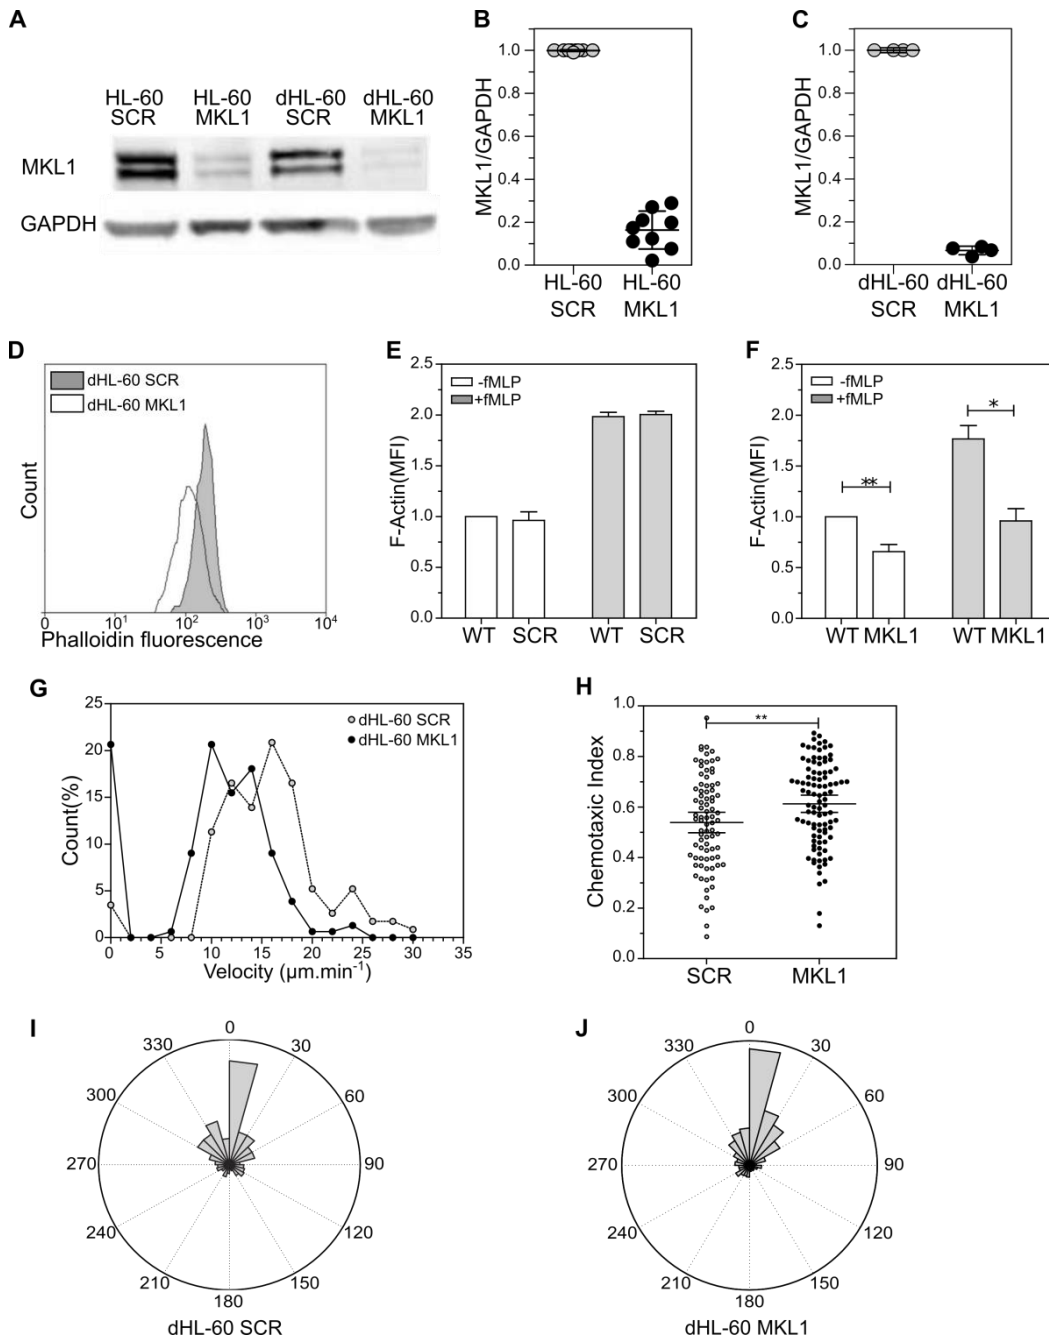 A
HL-60 HL-60 dHL-60 dHL-60
SCR MKL1 SCR MKL1
MKL1
GAPDH
B
MKL1/GAPDH
1.0
0.8
0.6
0.4
0.2
0.0
HL-60 HL-60
SCR MKL1
C
MKL1/GAPDH
1.0
0.8
0.6
0.4
0.2
0.0
dHL-60 dHL-60
SCR MKL1
D
dHL-60 SCR
dHL-60 MKL1
Count
0 10¹ 10² 10³ 10⁴
Phalloidin fluorescence
E
-fMLP
+fMLP
F-Actin(MFI)
2.5
2.0
1.5
1.0
0.5
0.0
WT SCR WT SCR
F
-fMLP
+fMLP
F-Actin(MFI)
2.5
2.0
1.5
1.0
0.5
0.0
** *
WT MKL1 WT MKL1
G
dHL-60 SCR
dHL-60 MKL1
Count(%)
25
20
15
10
5
0
0 5 10 15 20 25 30 35
Velocity (µm.min⁻¹)
H
**
Chemotaxic Index
1.0
0.8
0.6
0.4
0.2
0.0
SCR MKL1
I
0
330 30
300 60
270 90
240 120
210 150
180
dHL-60 SCR
J
0
330 30
300 60
270 90
240 120
210 150
180
dHL-60 MKL1